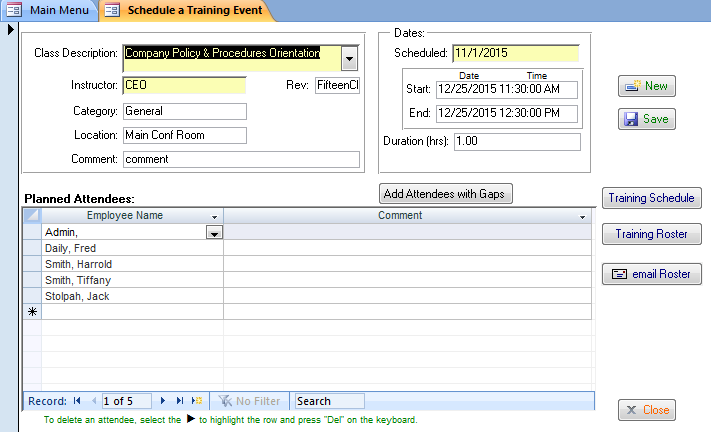 Main Menu Schedule a Training Event
Class Description: Company Policy & Procedures Orientation
Instructor: CEO Rev: FifteenCl
Category: General
Location: Main Conf Room
Comment: comment
Dates:
Scheduled: 11/1/2015
Date Time
Start: 12/25/2015 11:30:00 AM
End: 12/25/2015 12:30:00 PM
Duration (hrs): 1.00
New
Save
Planned Attendees:
Add Attendees with Gaps
Employee Name Comment
Admin,
Daily, Fred
Smith, Harrold
Smith, Tiffany
Stolpah, Jack
Training Schedule
Training Roster
email Roster
Record: 1 of 5 No Filter Search
To delete an attendee, select the ▶ to highlight the row and press "Del" on the keyboard.
Close